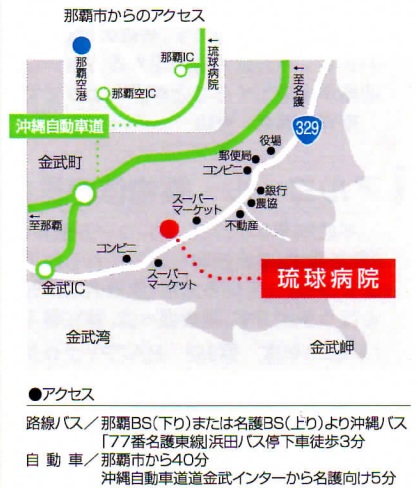 那覇市からのアクセス
那覇空港
那覇IC
←琉球病院
那覇空IC
沖縄自動車道
←至名護
329
役場
郵便局
コンビニ
金武町
銀行
農協
スーパー
マーケット
不動産
←至那覇
コンビニ
スーパー
マーケット
琉球病院
金武IC
金武湾
金武岬
●アクセス
路線バス／那覇BS(下り)または名護BS(上り)より沖縄バス
「77番名護東線」浜田バス停下車徒歩3分
自動車／那覇市から40分
沖縄自動車道金武インターから名護向け5分